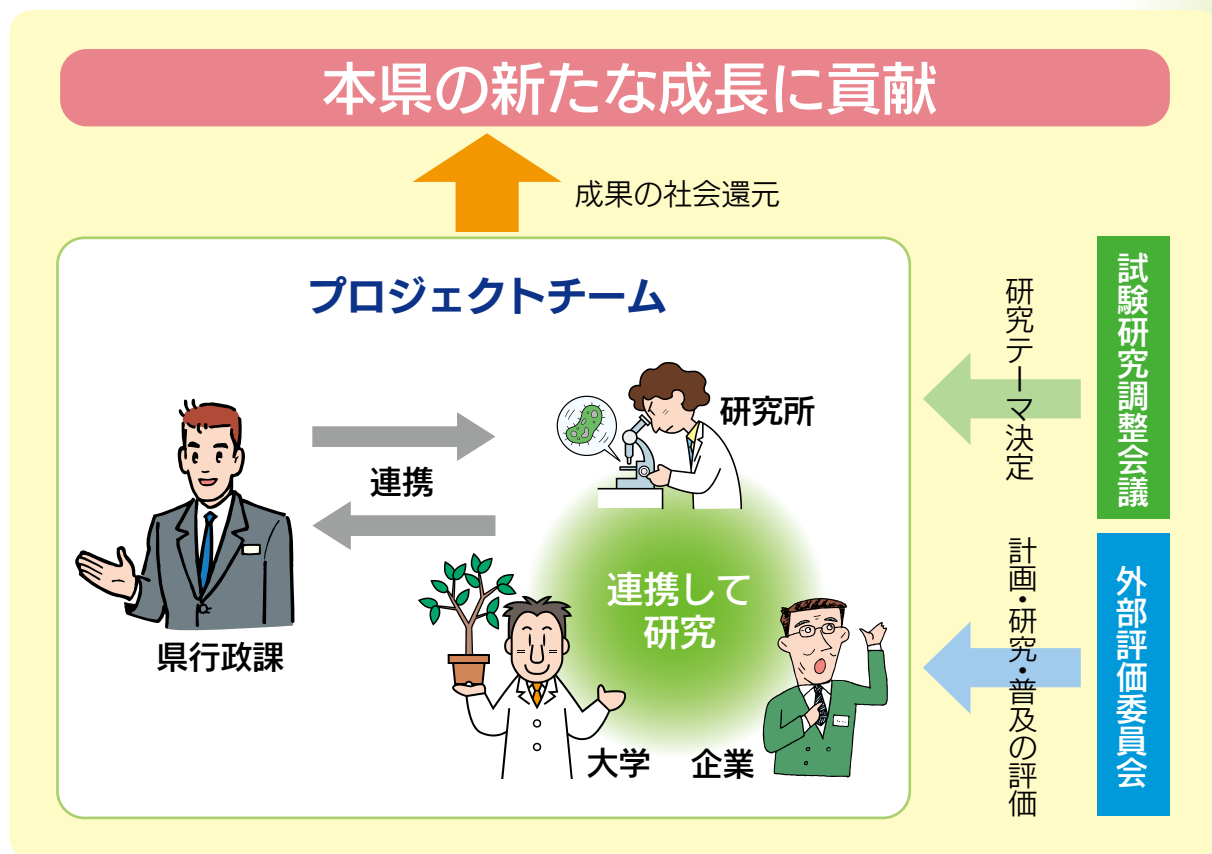 本県の新たな成長に貢献
成果の社会還元
プロジェクトチーム
研究所
連携
連携して
研究
県行政課
大学
企業
研究テーマ決定
試験研究調整会議
計画・研究・普及の評価
外部評価委員会